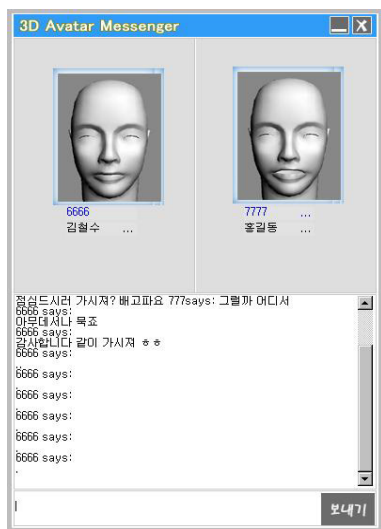 3D Avatar Messenger
6666
김철수 ...
7777 ...
홍길동 ...
점심드시러 가시져? 배고파요 777says: 그럴까 어디서
6666 says:
아무데서나 묵죠
6666 says:
감사합니다 같이 가시져 ㅎㅎ
6666 says:
.
6666 says:
.
6666 says:
.
6666 says:
.
6666 says:
.
6666 says:
.
보내기